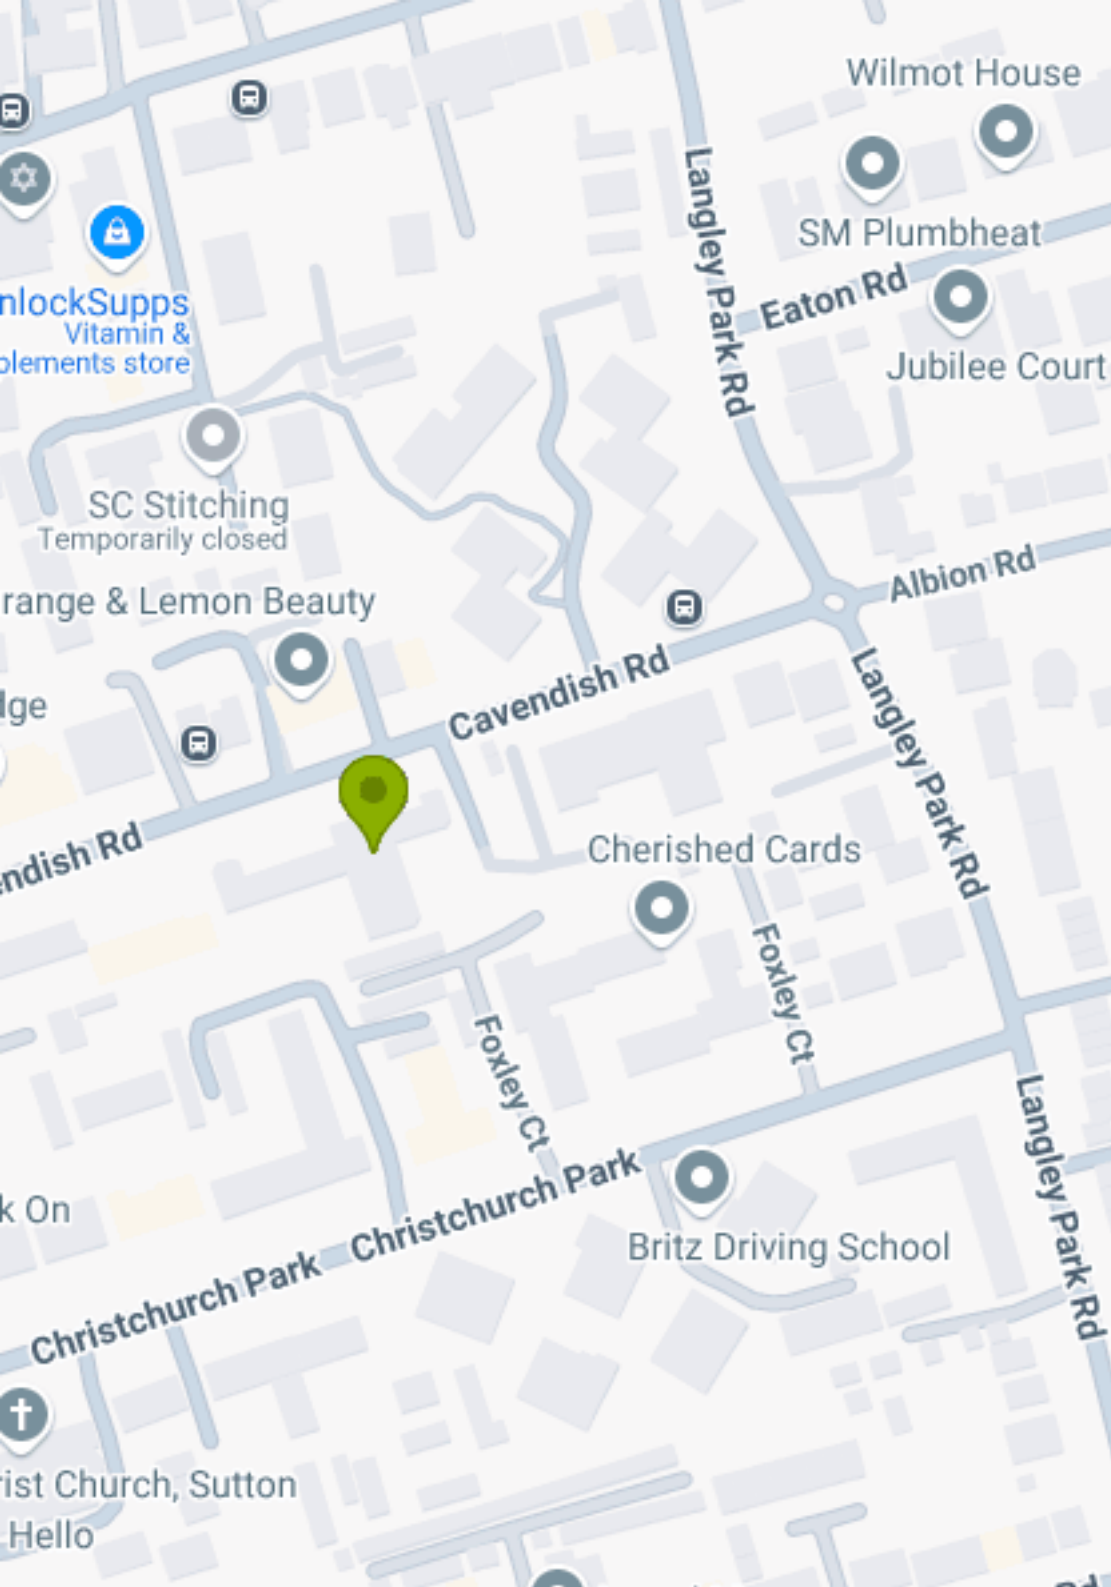 Wilmot House
Langley Park Rd
SM Plumbheat
Eaton Rd
nlockSupps
Vitamin &
plements store
Jubilee Court
SC Stitching
Temporarily closed
Albion Rd
range & Lemon Beauty
Cavendish Rd
Langley Park Rd
dge
endish Rd
Cherished Cards
Foxley Ct
Foxley Ct
Langley Park Rd
Christchurch Park
k On
Britz Driving School
Christchurch Park
rist Church, Sutton
Hello
Rd